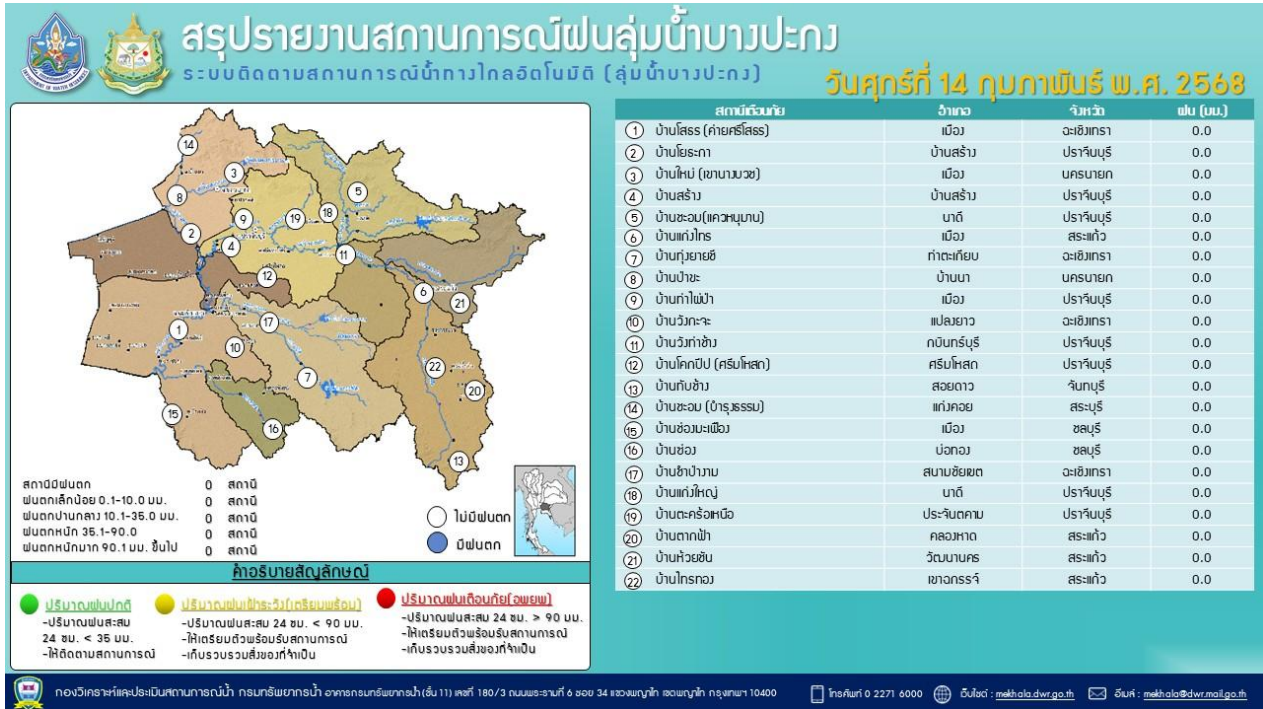 สรุปรายงานสถานการณ์ฝนลุ่มน้ำบางปะกง
ระบบติดตามสถานการณ์น้ำทางไกลอัตโนมัติ (ลุ่มน้ำบางปะกง)
วันศุกร์ที่ 14 กุมภาพันธ์ พ.ศ. 2568
สถานีเตือนภัย อำเภอ จังหวัด ฝน (มม.)
1 บ้านโสธร (ค่ายศรีโสธร) เมือง ฉะเชิงเทรา 0.0
2 บ้านโยธะกา บ้านสร้าง ปราจีนบุรี 0.0
3 บ้านใหม่ (เขานางบวช) เมือง นครนายก 0.0
4 บ้านสร้าง บ้านสร้าง ปราจีนบุรี 0.0
5 บ้านชะอม(แควหนุมาน) นาดี ปราจีนบุรี 0.0
6 บ้านแก่งไทร เมือง สระแก้ว 0.0
7 บ้านทุ่งยายชี ท่าตะเกียบ ฉะเชิงเทรา 0.0
8 บ้านป่าขะ บ้านนา นครนายก 0.0
9 บ้านท่าไผ่ป่า เมือง ปราจีนบุรี 0.0
10 บ้านวังกะจะ แปลงยาว ฉะเชิงเทรา 0.0
11 บ้านวังท่าช้าง กบินทร์บุรี ปราจีนบุรี 0.0
12 บ้านโคกปีป (ศรีมโหสถ) ศรีมโหสถ ปราจีนบุรี 0.0
13 บ้านทับช้าง สอยดาว จันทบุรี 0.0
14 บ้านชะอม (บำรุงธรรม) แก่งคอย สระบุรี 0.0
15 บ้านช่องมะเฟือง เมือง ชลบุรี 0.0
16 บ้านช่อง บ่อทอง ชลบุรี 0.0
17 บ้านชำป่างาม สนามชัยเขต ฉะเชิงเทรา 0.0
18 บ้านแก่งใหญ่ นาดี ปราจีนบุรี 0.0
19 บ้านตะคร้อเหนือ ประจันตคาม ปราจีนบุรี 0.0
20 บ้านตากฟ้า คลองหาด สระแก้ว 0.0
21 บ้านห้วยชัน วัฒนานคร สระแก้ว 0.0
22 บ้านไทรทอง เขาฉกรรจ์ สระแก้ว 0.0
14
3
8
5
9
19
18
2
4
11
12
6
21
17
1
10
7
22
20
15
16
13
สถานีมีฝนตก 0 สถานี
ฝนตกเล็กน้อย 0.1-10.0 มม. 0 สถานี
ฝนตกปานกลาง 10.1-35.0 มม. 0 สถานี
ฝนตกหนัก 35.1-90.0 0 สถานี
ฝนตกหนักมาก 90.1 มม. ขึ้นไป 0 สถานี
ไม่มีฝนตก
มีฝนตก
คำอธิบายสัญลักษณ์
ปริมาณฝนปกติ
-ปริมาณฝนสะสม
24 ชม. < 35 มม.
-ให้ติดตามสถานการณ์
ปริมาณฝนเฝ้าระวัง(เตรียมพร้อม)
-ปริมาณฝนสะสม 24 ชม. < 90 มม.
-ให้เตรียมตัวพร้อมรับสถานการณ์
-เก็บรวบรวมสิ่งของที่จำเป็น
ปริมาณฝนเตือนภัย(อพยพ)
-ปริมาณฝนสะสม 24 ชม. > 90 มม.
-ให้เตรียมตัวพร้อมรับสถานการณ์
-เก็บรวบรวมสิ่งของที่จำเป็น
กองวิเคราะห์และประเมินสถานการณ์น้ำ กรมทรัพยากรน้ำ อาคารกรมทรัพยากรน้ำ(ชั้น 11) เลขที่ 180/3 ถนนพระรามที่ 6 ซอย 34 แขวงพญาไท เขตพญาไท กรุงเทพฯ 10400 โทรศัพท์ 0 2271 6000 เว็บไซต์ : mekhala.dwr.go.th อีเมล์ : mekhala@dwr.mail.go.th